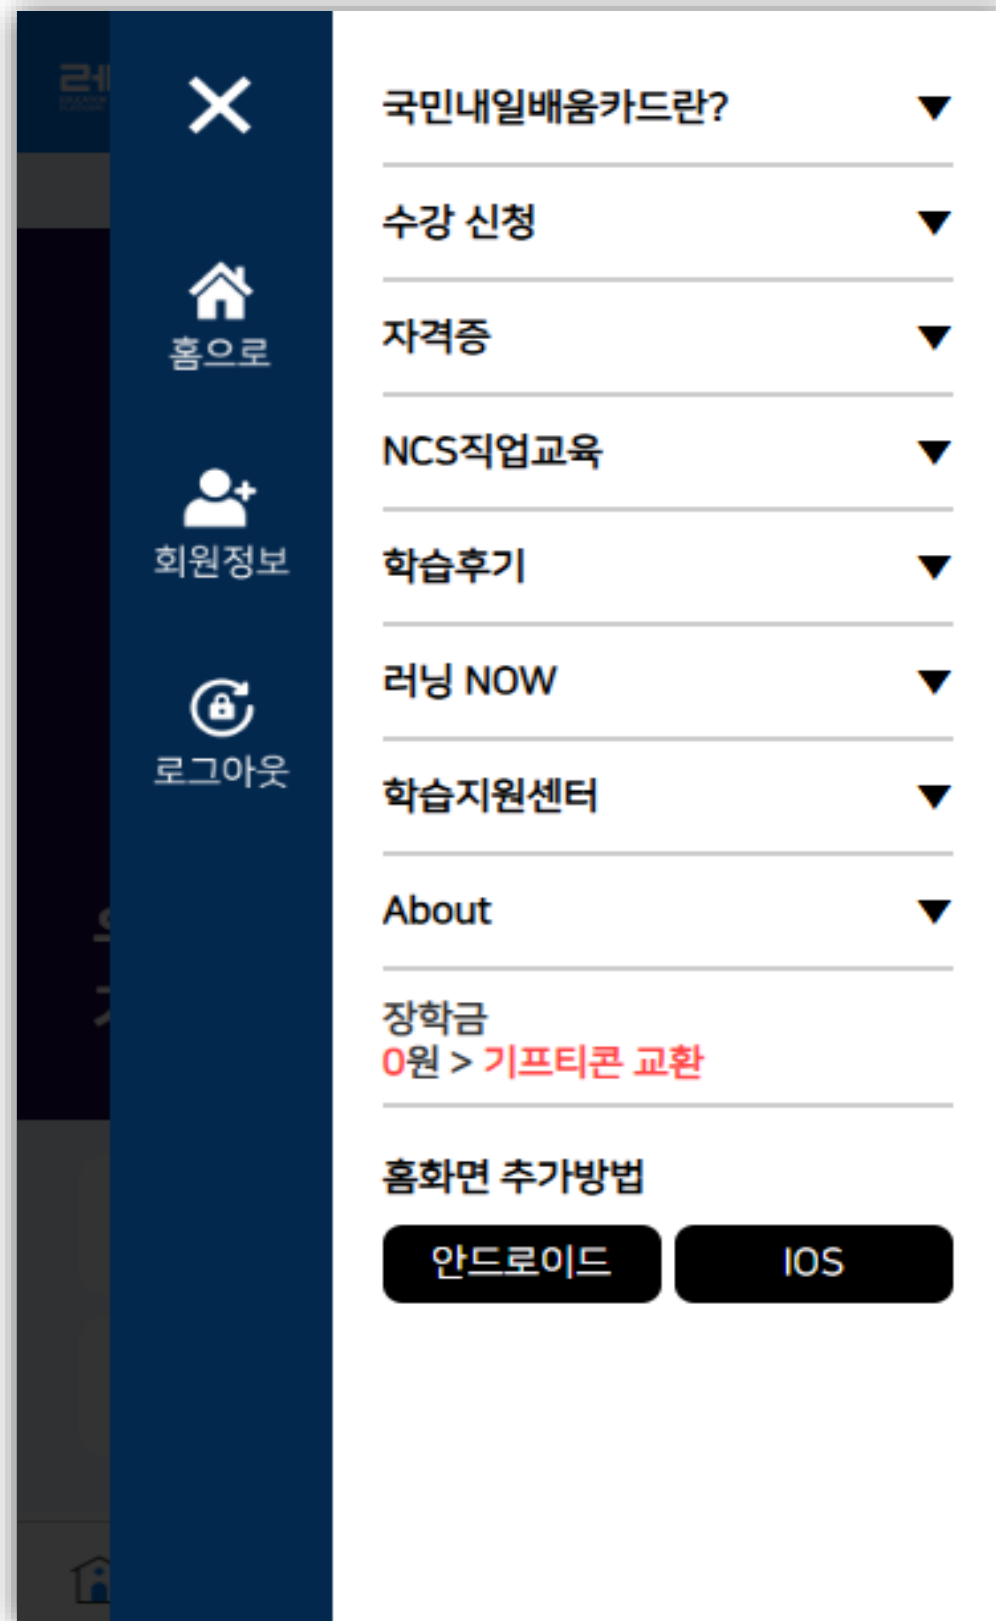 홈으로
회원정보
로그아웃
국민내일배움카드란?
수강 신청
자격증
NCS직업교육
학습후기
러닝 NOW
학습지원센터
About
장학금
0원 > 기프티콘 교환
홈화면 추가방법
안드로이드
IOS